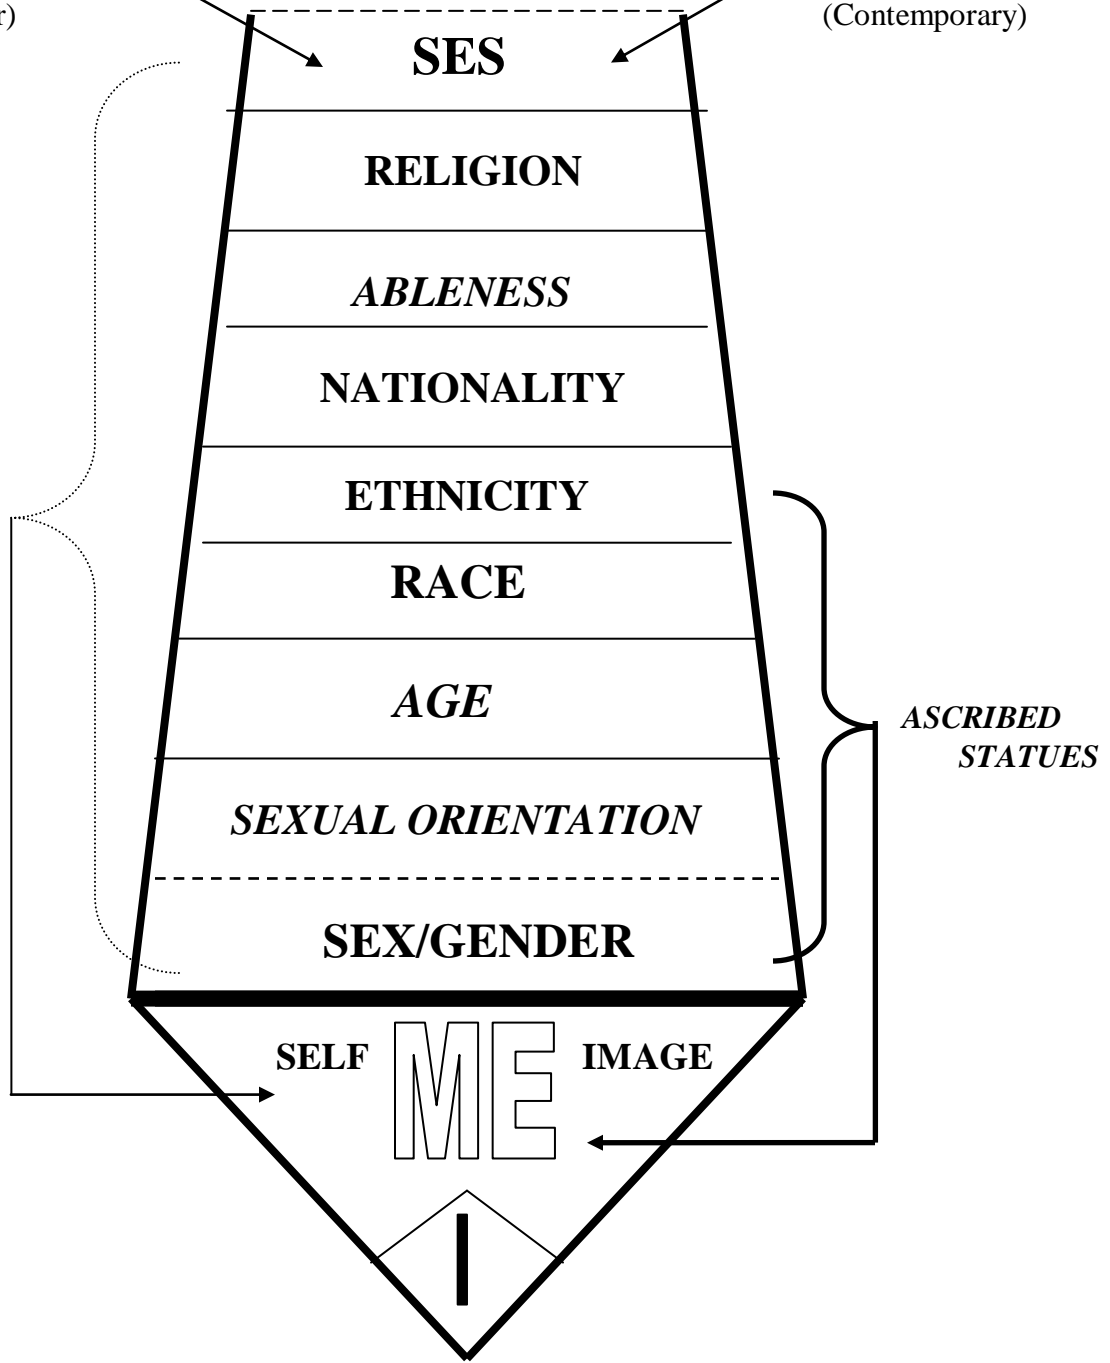 r)
(Contemporary)
SES
RELIGION
ABLENESS
NATIONALITY
ETHNICITY
RACE
AGE
ASCRIBED
STATUES
SEXUAL ORIENTATION
SEX/GENDER
SELF ME IMAGE
I